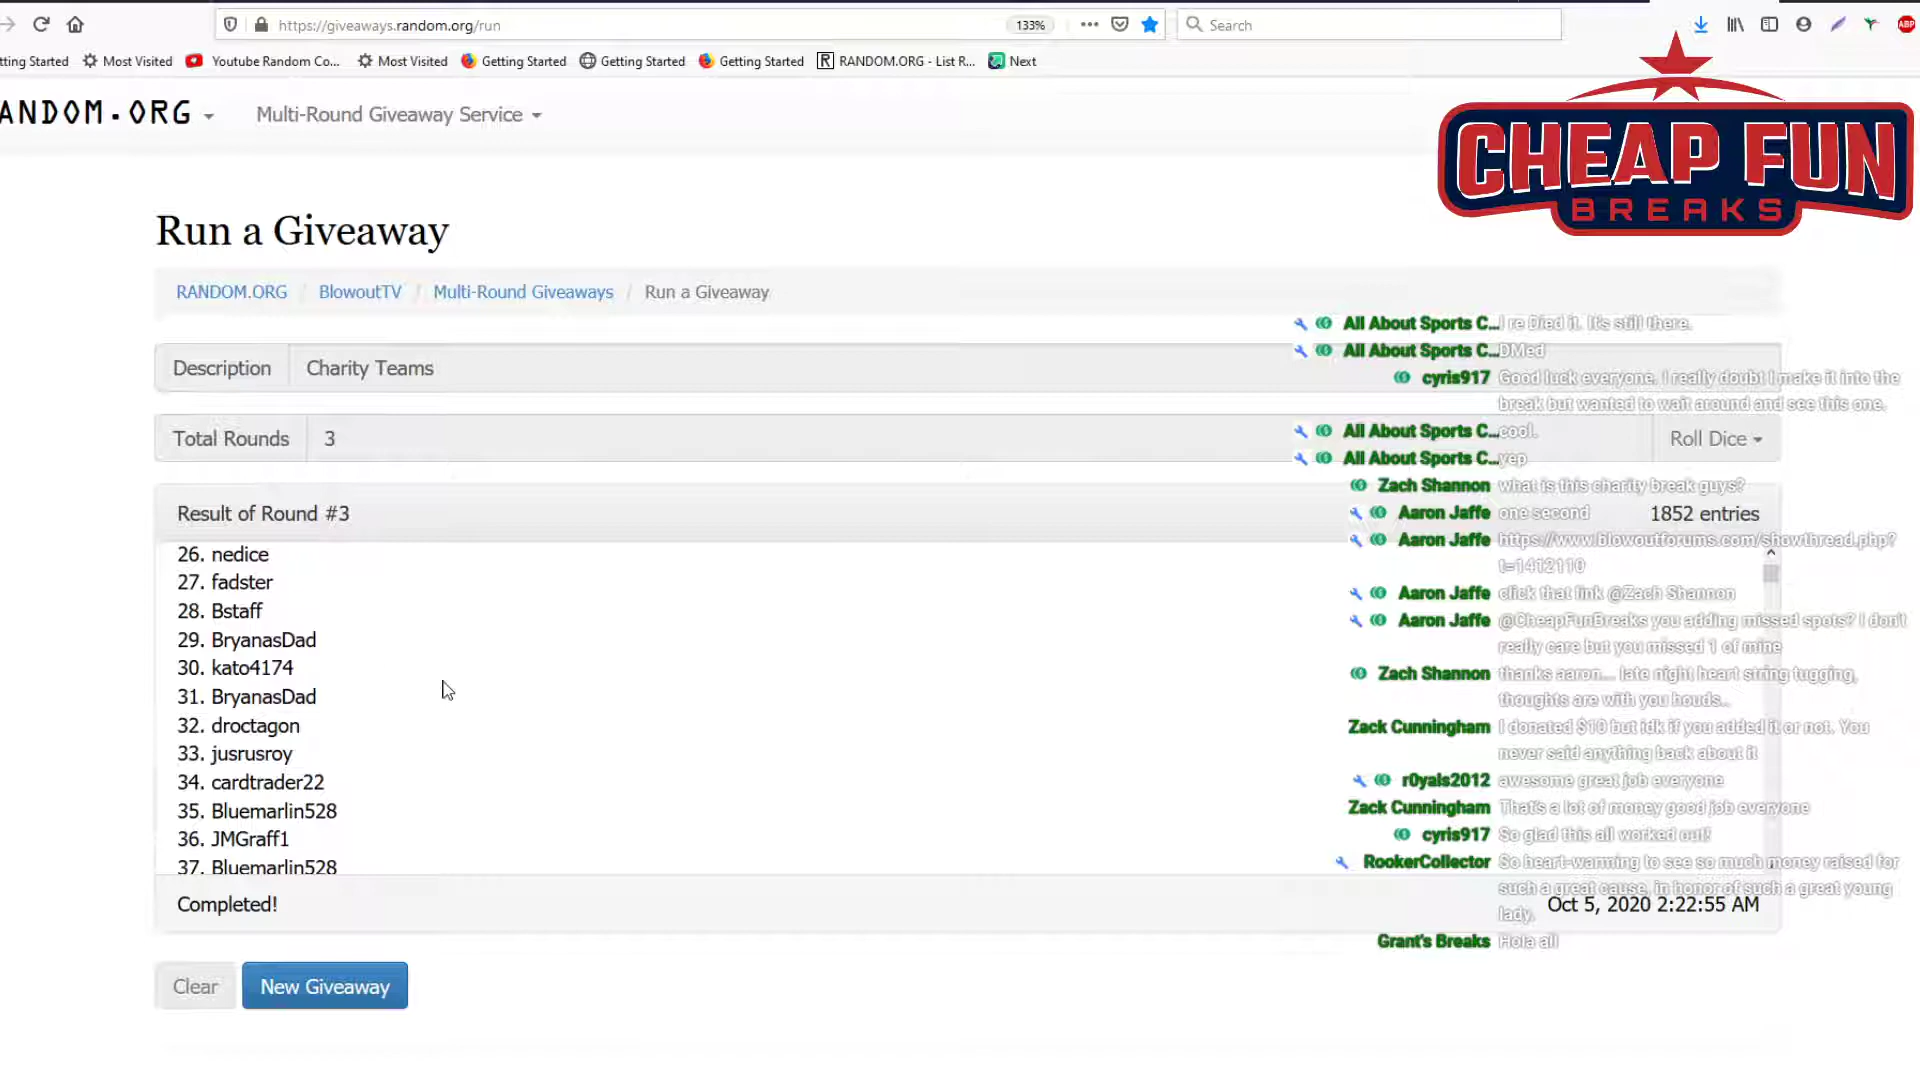 https://giveaways.random.org/run
133%
Search
tting Started
Most Visited
Youtube Random Co...
Most Visited
Getting Started
Getting Started
Getting Started
RANDOM.ORG - List R...
Next
ANDOM.ORG
Multi-Round Giveaway Service
CHEAP FUN
BREAKS
Run a Giveaway
RANDOM.ORG / BlowoutTV / Multi-Round Giveaways / Run a Giveaway
Description Charity Teams
Total Rounds 3
Roll Dice
Result of Round #3
1852 entries
26. nedice
27. fadster
28. Bstaff
29. BryanasDad
30. kato4174
31. BryanasDad
32. droctagon
33. jusrusroy
34. cardtrader22
35. Bluemarlin528
36. JMGraff1
37. Bluemarlin528
Completed!
Oct 5, 2020 2:22:55 AM
Clear
New Giveaway
All About Sports C... I re Died it. It's still there.
All About Sports C... DMed
cyris917 Good luck everyone. I really doubt I make it into the
break but wanted to wait around and see this one.
All About Sports C... cool.
All About Sports C... yep
Zach Shannon what is this charity break guys?
Aaron Jaffe one second
Aaron Jaffe https://www.blowoutforums.com/showthread.php?
t=1412110
Aaron Jaffe click that link @Zach Shannon
Aaron Jaffe @CheapFunBreaks you adding missed spots? I don't
really care but you missed 1 of mine
Zach Shannon thanks aaron... late night heart string tugging,
thoughts are with you houds..
Zack Cunningham I donated $10 but idk if you added it or not. You
never said anything back about it
r0yals2012 awesome great job everyone
Zack Cunningham That's a lot of money good job everyone
cyris917 So glad this all worked out!
RookerCollector So heart-warming to see so much money raised for
such a great cause, in honor of such a great young
lady.
Grant's Breaks Hola all
ABP